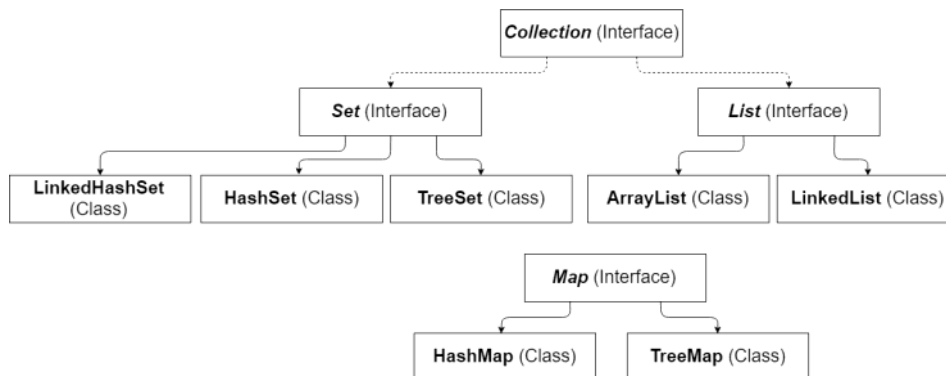 Collection (Interface)
Set (Interface)
List (Interface)
LinkedHashSet
(Class)
HashSet (Class)
TreeSet (Class)
ArrayList (Class)
LinkedList (Class)
Map (Interface)
HashMap (Class)
TreeMap (Class)